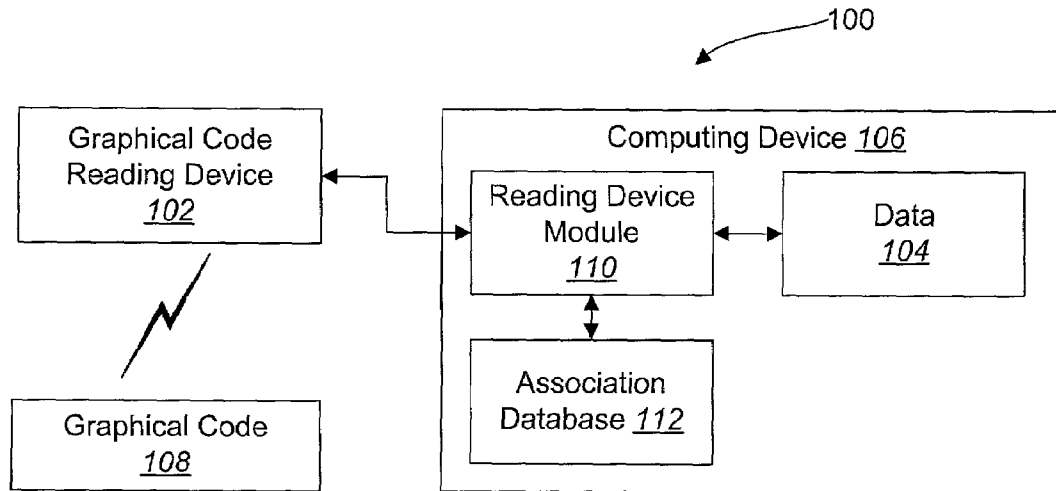 100
Graphical Code
Reading Device
102
Computing Device 106
Reading Device
Module
110
Data
104
Association
Database 112
Graphical Code
108